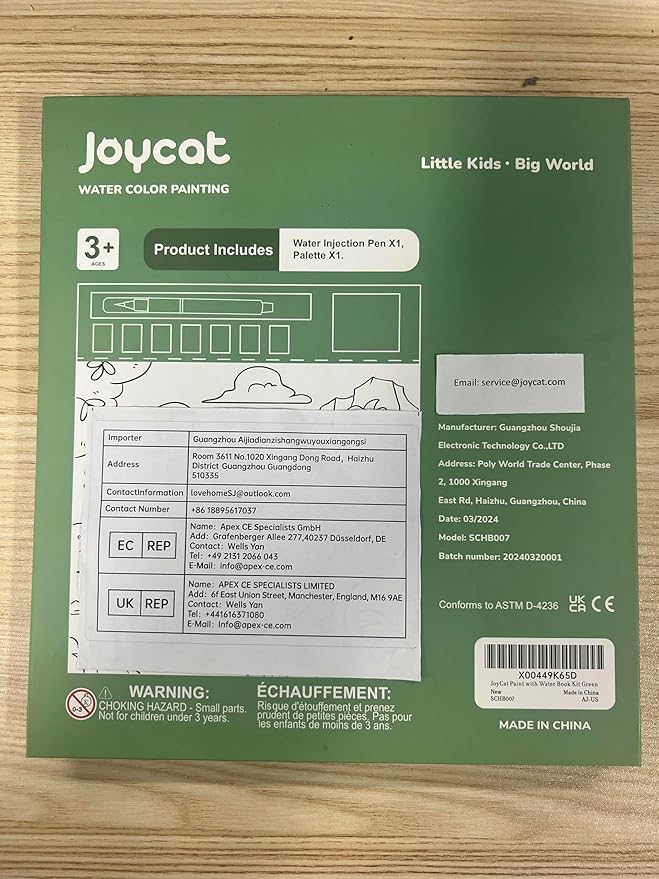 Joycat
WATER COLOR PAINTING
Little Kids · Big World
3+
AGES
Product Includes
Water Injection Pen X1,
Palette X1.
Email: service@joycat.com
Importer
Guangzhou Aijiadianzishangwuyouxiangongsi
Address
Room 3611 No.1020 Xingang Dong Road, Haizhu
District Guangzhou Guangdong
510335
ContactInformation
lovehomeSJ@outlook.com
Contact Number
+86 18895617037
EC REP
Name: Apex CE Specialists GmbH
Add: Grafenberger Allee 277,40237 Düsseldorf, DE
Contact: Wells Yan
Tel: +49 2131 2066 043
E-Mail: info@apex-ce.com
UK REP
Name: APEX CE SPECIALISTS LIMITED
Add: 6f East Union Street, Manchester, England, M16 9AE
Contact: Wells Yan
Tel: +441616371080
E-Mail: Info@apex-ce.com
Manufacturer: Guangzhou Shoujia
Electronic Technology Co.,LTD
Address: Poly World Trade Center, Phase
2, 1000 Xingang
East Rd, Haizhu, Guangzhou, China
Date: 03/2024
Model: SCHB007
Batch number: 20240320001
Conforms to ASTM D-4236
UK
CA
CE
X00449K65D
JoyCat Paint with Water Book Kit Green
New
Made in China
SCHB007
AJ-US
MADE IN CHINA
0-3
WARNING:
CHOKING HAZARD - Small parts.
Not for children under 3 years.
ÉCHAUFFEMENT:
Risque d'étouffement et prenez
prudent de petites pièces. Pas pour
les enfants de moins de 3 ans.